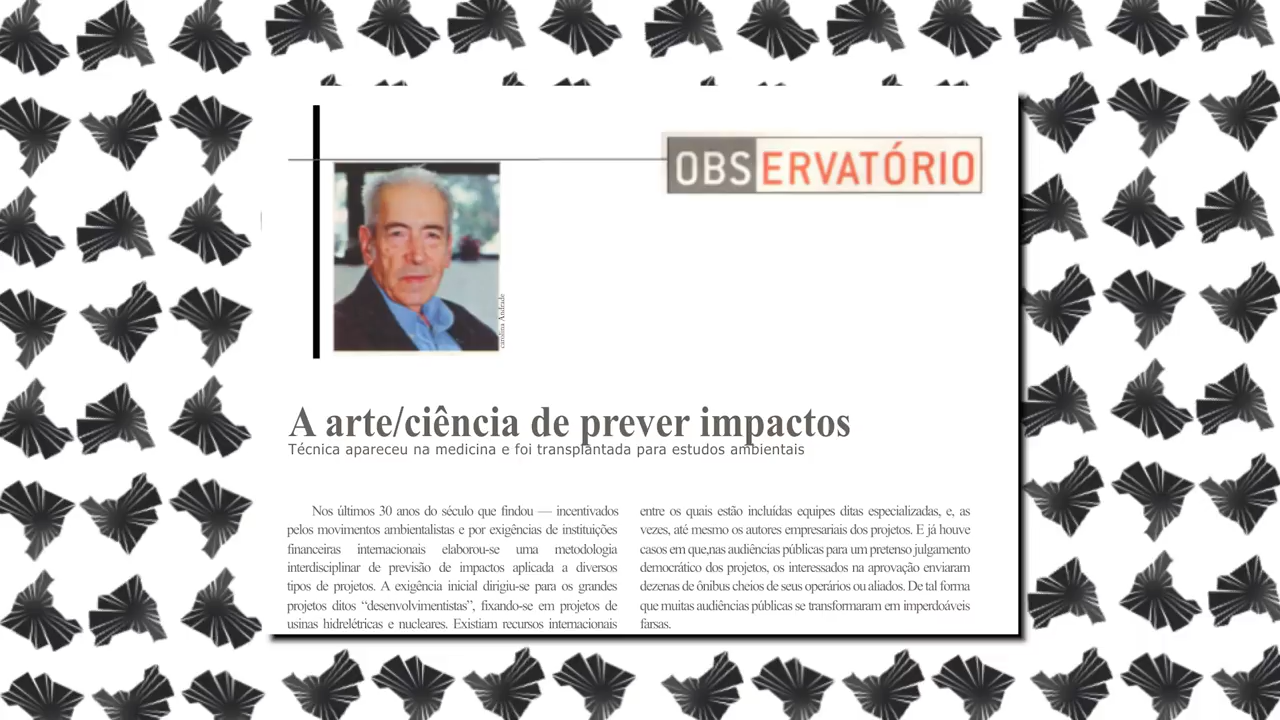 OBSERVATÓRIO
carolina Andrade
A arte/ciência de prever impactos
Técnica apareceu na medicina e foi transplantada para estudos ambientais
Nos últimos 30 anos do século que findou — incentivados
pelos movimentos ambientalistas e por exigências de instituições
financeiras internacionais elaborou-se uma metodologia
interdisciplinar de previsão de impactos aplicada a diversos
tipos de projetos. A exigência inicial dirigiu-se para os grandes
projetos ditos “desenvolvimentistas”, fixando-se em projetos de
usinas hidrelétricas e nucleares. Existiam recursos internacionais
entre os quais estão incluídas equipes ditas especializadas, e, as
vezes, até mesmo os autores empresariais dos projetos. E já houve
casos em que,nas audiências públicas para um pretenso julgamento
democrático dos projetos, os interessados na aprovação enviaram
dezenas de ônibus cheios de seus operários ou aliados. De tal forma
que muitas audiências públicas se transformaram em imperdoáveis
farsas.